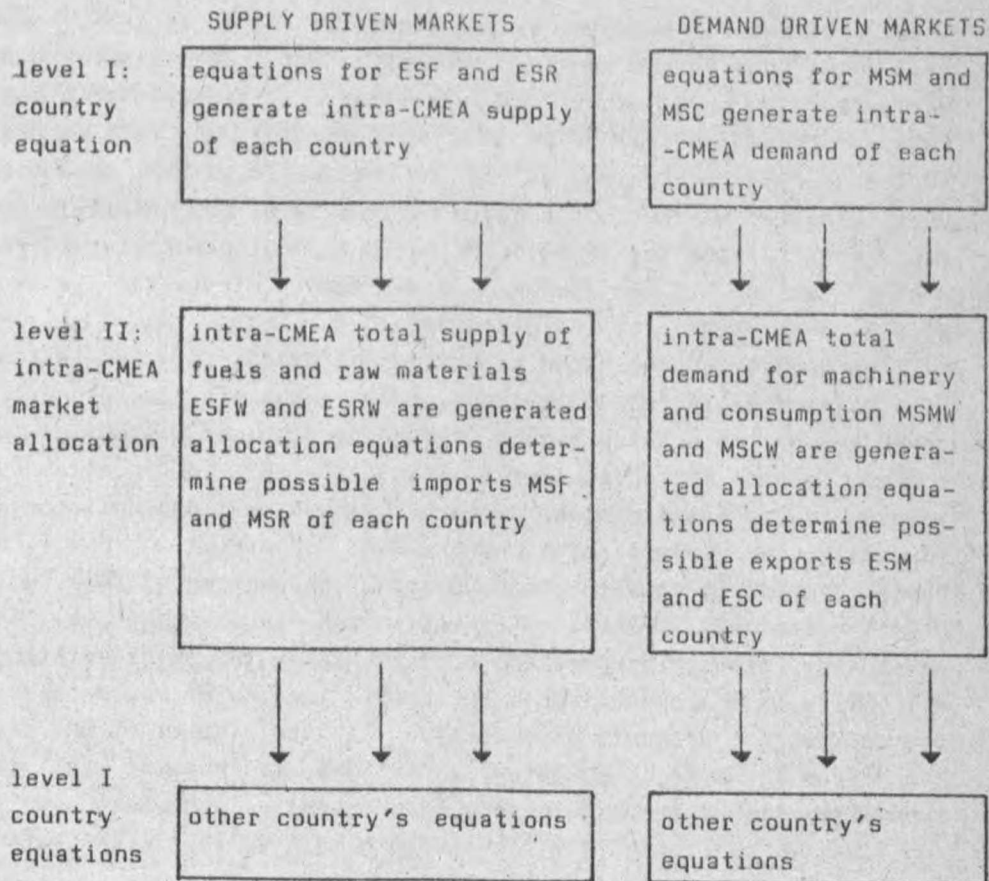 SUPPLY DRIVEN MARKETS
DEMAND DRIVEN MARKETS
level I:
country
equation
equations for ESF and ESR
generate intra-CMEA supply
of each country
equations for MSM and
MSC generate intra-
-CMEA demand of each
country
level II:
intra-CMEA
market
allocation
intra-CMEA total supply of
fuels and raw materials
ESFW and ESRW are generated
allocation equations deter-
mine possible imports MSF
and MSR of each country
intra-CMEA total
demand for machinery
and consumption MSMW
and MSCW are genera-
ted allocation equa-
tions determine pos-
sible exports ESM
and ESC of each
country
level I
country
equations
other country's equations
other country's
equations